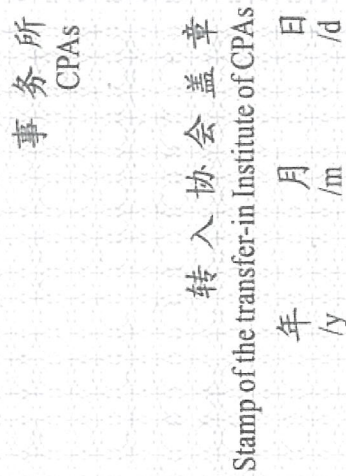 事 务 所
CPAs
转 入 协 会 盖 章
Stamp of the transfer-in Institute of CPAs
年 月 日
/y /m /d